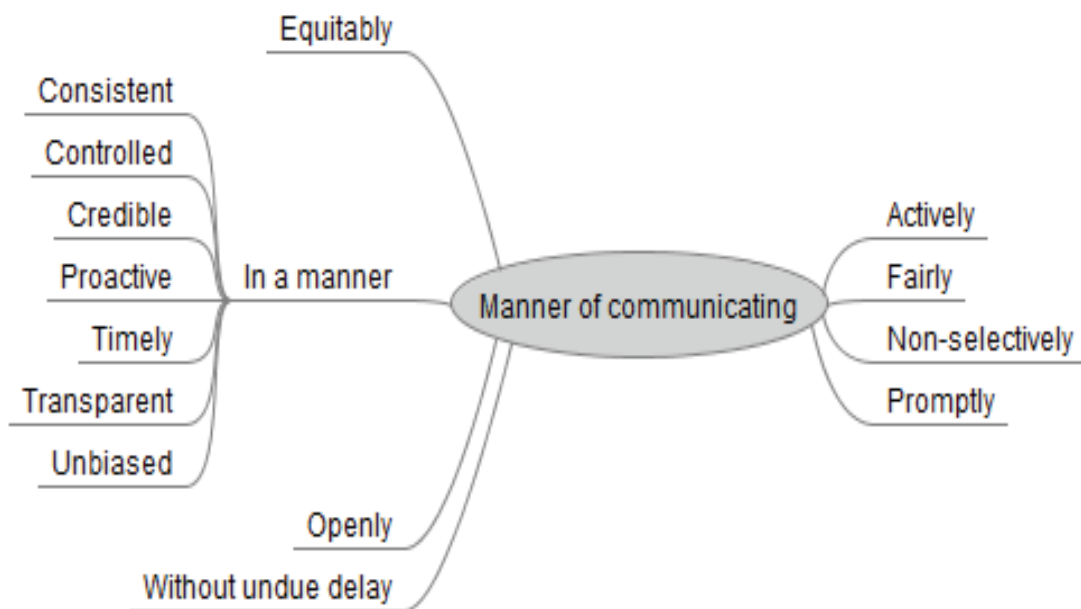 Equitably
Consistent
Controlled
Credible
Proactive
Timely
Transparent
Unbiased
In a manner
Openly
Without undue delay
Manner of communicating
Actively
Fairly
Non-selectively
Promptly